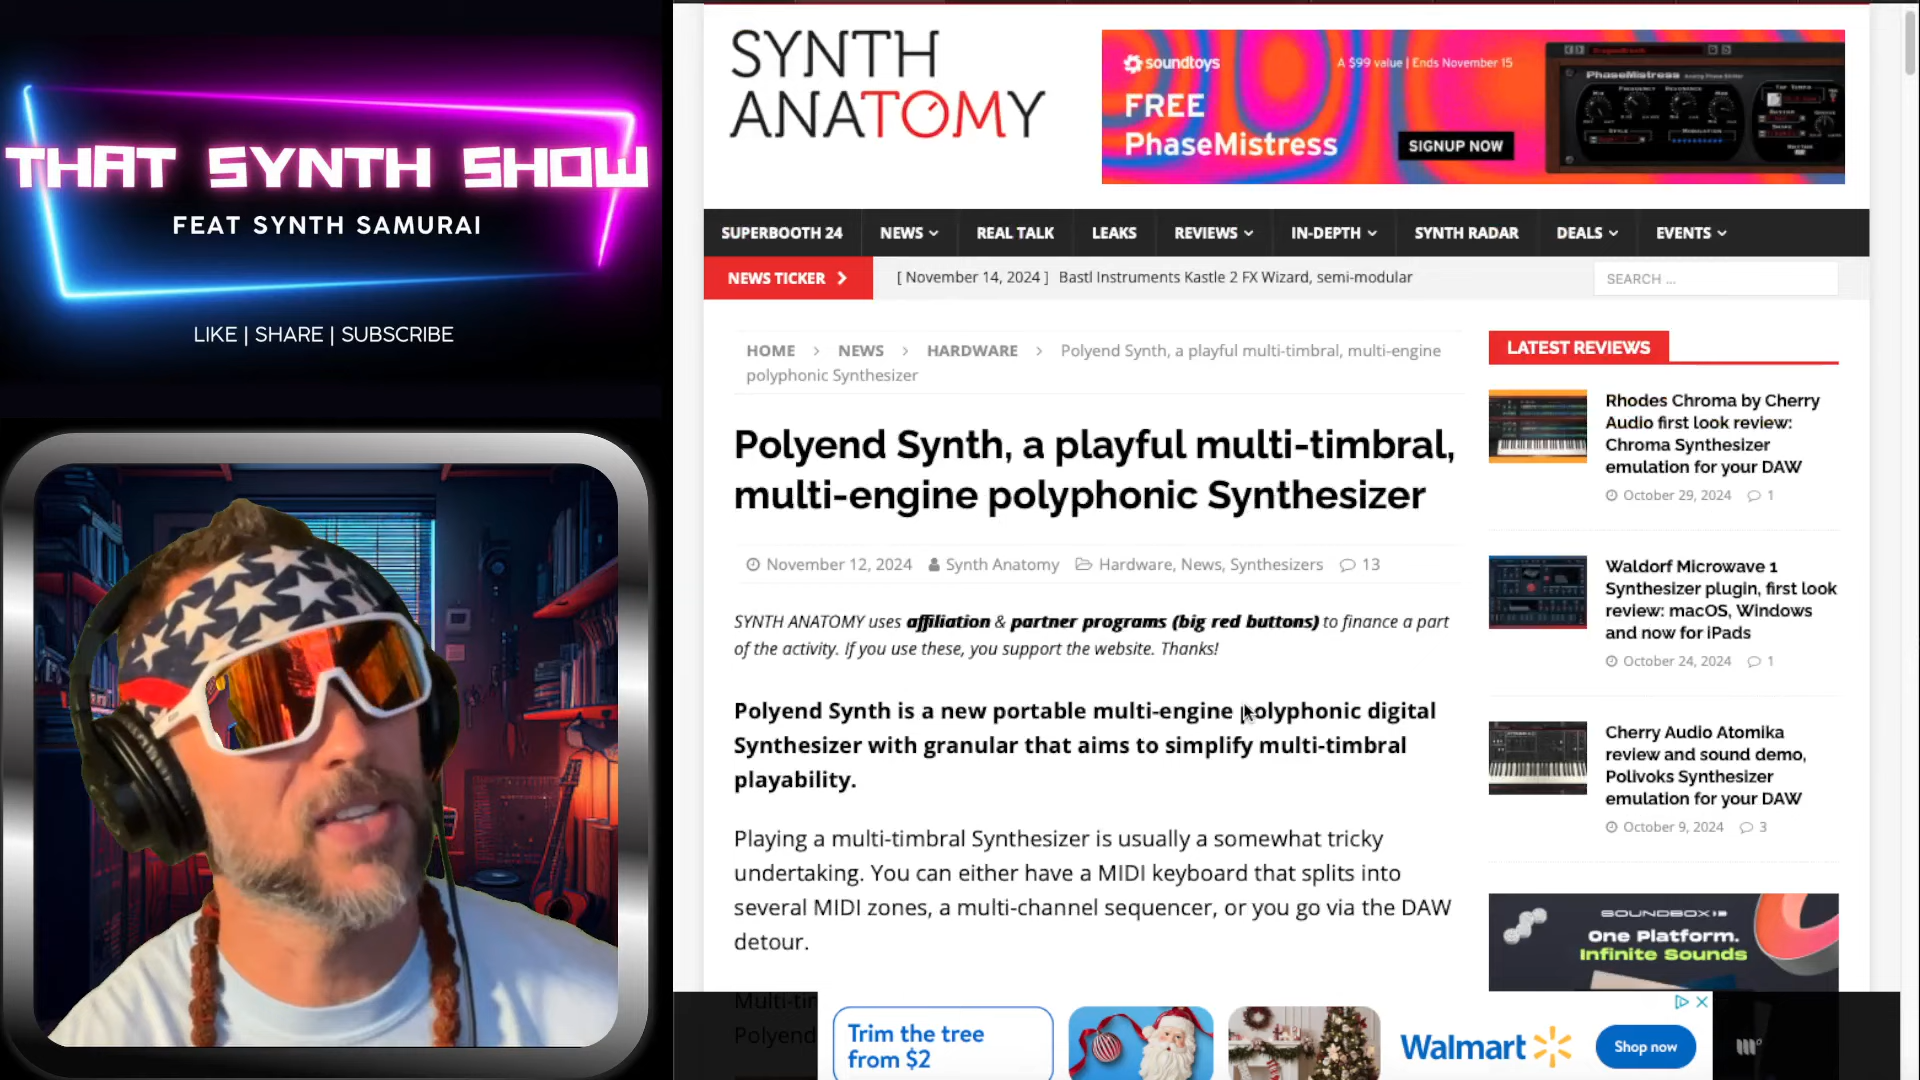 THAT SYNTH SHOW
FEAT SYNTH SAMURAI
LIKE | SHARE | SUBSCRIBE
SYNTH
ANATOMY
soundtoys
A $99 value | Ends November 15
FREE
PhaseMistress
SIGNUP NOW
PhaseMistress
SUPERBOOTH 24
NEWS
REAL TALK
LEAKS
REVIEWS
IN-DEPTH
SYNTH RADAR
DEALS
EVENTS
NEWS TICKER
[ November 14, 2024 ] Bastl Instruments Kastle 2 FX Wizard, semi-modular
SEARCH ...
HOME > NEWS > HARDWARE > Polyend Synth, a playful multi-timbral, multi-engine
polyphonic Synthesizer
Polyend Synth, a playful multi-timbral,
multi-engine polyphonic Synthesizer
November 12, 2024 Synth Anatomy Hardware, News, Synthesizers 13
SYNTH ANATOMY uses affiliation & partner programs (big red buttons) to finance a part
of the activity. If you use these, you support the website. Thanks!
Polyend Synth is a new portable multi-engine polyphonic digital
Synthesizer with granular that aims to simplify multi-timbral
playability.
Playing a multi-timbral Synthesizer is usually a somewhat tricky
undertaking. You can either have a MIDI keyboard that splits into
several MIDI zones, a multi-channel sequencer, or you go via the DAW
detour.
Polyend
LATEST REVIEWS
Rhodes Chroma by Cherry
Audio first look review:
Chroma Synthesizer
emulation for your DAW
October 29, 2024 1
Waldorf Microwave 1
Synthesizer plugin, first look
review: macOS, Windows
and now for iPads
October 24, 2024 1
Cherry Audio Atomika
review and sound demo,
Polivoks Synthesizer
emulation for your DAW
October 9, 2024 3
SOUNDBOX
One Platform.
Infinite Sounds
Trim the tree
from $2
Walmart
Shop now